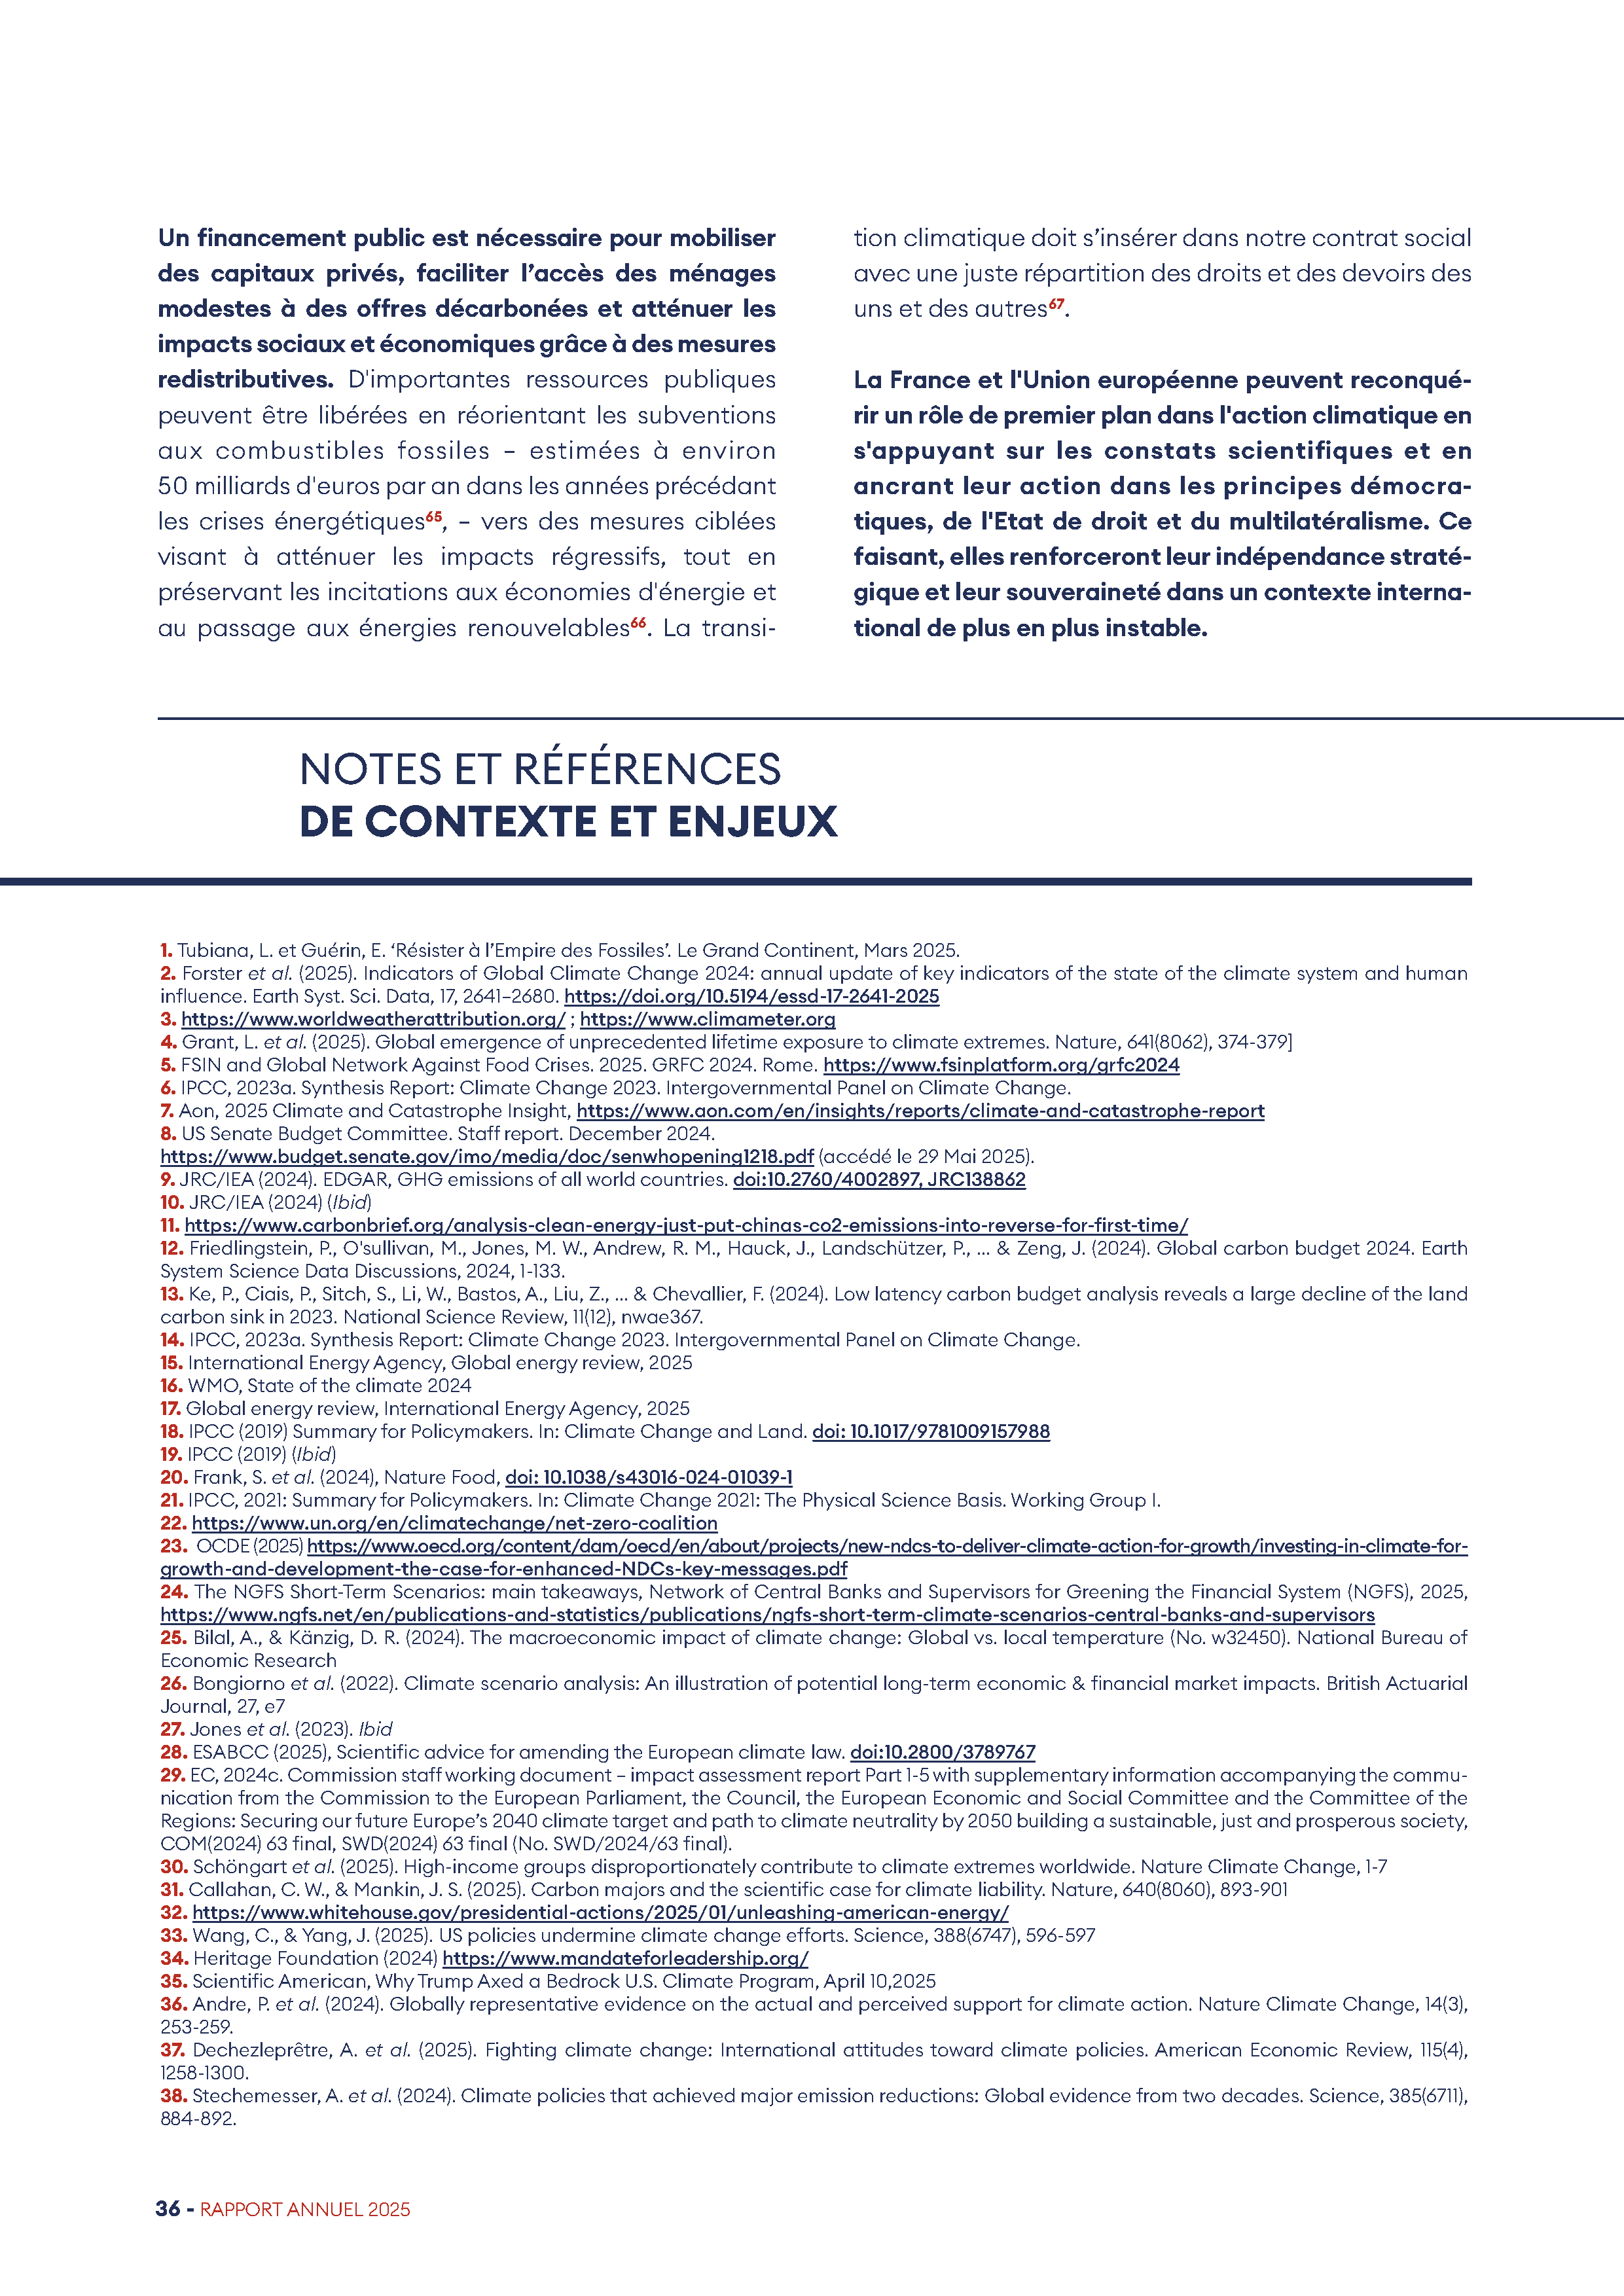 Un financement public est nécessaire pour mobiliser
des capitaux privés, faciliter l’accès des ménages
modestes à des offres décarbonées et atténuer les
impacts sociaux et économiques grâce à des mesures
redistributives. D'importantes ressources publiques
peuvent être libérées en réorientant les subventions
aux combustibles fossiles – estimées à environ
50 milliards d'euros par an dans les années précédant
les crises énergétiques65, – vers des mesures ciblées
visant à atténuer les impacts régressifs, tout en
préservant les incitations aux économies d'énergie et
au passage aux énergies renouvelables66. La transi-
tion climatique doit s’insérer dans notre contrat social
avec une juste répartition des droits et des devoirs des
uns et des autres67.
La France et l'Union européenne peuvent reconqué-
rir un rôle de premier plan dans l'action climatique en
s'appuyant sur les constats scientifiques et en
ancrant leur action dans les principes démocra-
tiques, de l'Etat de droit et du multilatéralisme. Ce
faisant, elles renforceront leur indépendance straté-
gique et leur souveraineté dans un contexte interna-
tional de plus en plus instable.
NOTES ET RÉFÉRENCES
DE CONTEXTE ET ENJEUX
1. Tubiana, L. et Guérin, E. ‘Résister à l’Empire des Fossiles’. Le Grand Continent, Mars 2025.
2. Forster et al. (2025). Indicators of Global Climate Change 2024: annual update of key indicators of the state of the climate system and human
influence. Earth Syst. Sci. Data, 17, 2641–2680. https://doi.org/10.5194/essd-17-2641-2025
3. https://www.worldweatherattribution.org/ ; https://www.climameter.org
4. Grant, L. et al. (2025). Global emergence of unprecedented lifetime exposure to climate extremes. Nature, 641(8062), 374-379]
5. FSIN and Global Network Against Food Crises. 2025. GRFC 2024. Rome. https://www.fsinplatform.org/grfc2024
6. IPCC, 2023a. Synthesis Report: Climate Change 2023. Intergovernmental Panel on Climate Change.
7. Aon, 2025 Climate and Catastrophe Insight, https://www.aon.com/en/insights/reports/climate-and-catastrophe-report
8. US Senate Budget Committee. Staff report. December 2024.
https://www.budget.senate.gov/imo/media/doc/senwhopening1218.pdf (accédé le 29 Mai 2025).
9. JRC/IEA (2024). EDGAR, GHG emissions of all world countries. doi:10.2760/4002897, JRC138862
10. JRC/IEA (2024) (Ibid)
11. https://www.carbonbrief.org/analysis-clean-energy-just-put-chinas-co2-emissions-into-reverse-for-first-time/
12. Friedlingstein, P., O'sullivan, M., Jones, M. W., Andrew, R. M., Hauck, J., Landschützer, P., ... & Zeng, J. (2024). Global carbon budget 2024. Earth
System Science Data Discussions, 2024, 1-133.
13. Ke, P., Ciais, P., Sitch, S., Li, W., Bastos, A., Liu, Z., ... & Chevallier, F. (2024). Low latency carbon budget analysis reveals a large decline of the land
carbon sink in 2023. National Science Review, 11(12), nwae367.
14. IPCC, 2023a. Synthesis Report: Climate Change 2023. Intergovernmental Panel on Climate Change.
15. International Energy Agency, Global energy review, 2025
16. WMO, State of the climate 2024
17. Global energy review, International Energy Agency, 2025
18. IPCC (2019) Summary for Policymakers. In: Climate Change and Land. doi: 10.1017/9781009157988
19. IPCC (2019) (Ibid)
20. Frank, S. et al. (2024), Nature Food, doi: 10.1038/s43016-024-01039-1
21. IPCC, 2021: Summary for Policymakers. In: Climate Change 2021: The Physical Science Basis. Working Group I.
22. https://www.un.org/en/climatechange/net-zero-coalition
23. OCDE (2025) https://www.oecd.org/content/dam/oecd/en/about/projects/new-ndcs-to-deliver-climate-action-for-growth/investing-in-climate-for-
growth-and-development-the-case-for-enhanced-NDCs-key-messages.pdf
24. The NGFS Short-Term Scenarios: main takeaways, Network of Central Banks and Supervisors for Greening the Financial System (NGFS), 2025,
https://www.ngfs.net/en/publications-and-statistics/publications/ngfs-short-term-climate-scenarios-central-banks-and-supervisors
25. Bilal, A., & Känzig, D. R. (2024). The macroeconomic impact of climate change: Global vs. local temperature (No. w32450). National Bureau of
Economic Research
26. Bongiorno et al. (2022). Climate scenario analysis: An illustration of potential long-term economic & financial market impacts. British Actuarial
Journal, 27, e7
27. Jones et al. (2023). Ibid
28. ESABCC (2025), Scientific advice for amending the European climate law. doi:10.2800/3789767
29. EC, 2024c. Commission staff working document – impact assessment report Part 1-5 with supplementary information accompanying the commu-
nication from the Commission to the European Parliament, the Council, the European Economic and Social Committee and the Committee of the
Regions: Securing our future Europe’s 2040 climate target and path to climate neutrality by 2050 building a sustainable, just and prosperous society,
COM(2024) 63 final, SWD(2024) 63 final (No. SWD/2024/63 final).
30. Schöngart et al. (2025). High-income groups disproportionately contribute to climate extremes worldwide. Nature Climate Change, 1-7
31. Callahan, C. W., & Mankin, J. S. (2025). Carbon majors and the scientific case for climate liability. Nature, 640(8060), 893-901
32. https://www.whitehouse.gov/presidential-actions/2025/01/unleashing-american-energy/
33. Wang, C., & Yang, J. (2025). US policies undermine climate change efforts. Science, 388(6747), 596-597
34. Heritage Foundation (2024) https://www.mandateforleadership.org/
35. Scientific American, Why Trump Axed a Bedrock U.S. Climate Program, April 10,2025
36. Andre, P. et al. (2024). Globally representative evidence on the actual and perceived support for climate action. Nature Climate Change, 14(3),
253-259.
37. Dechezleprêtre, A. et al. (2025). Fighting climate change: International attitudes toward climate policies. American Economic Review, 115(4),
1258-1300.
38. Stechemesser, A. et al. (2024). Climate policies that achieved major emission reductions: Global evidence from two decades. Science, 385(6711),
884-892.
36 - RAPPORT ANNUEL 2025